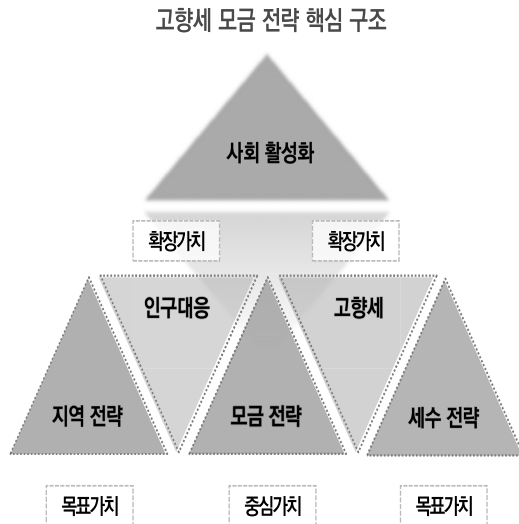 고향세 모금 전략 핵심 구조
사회 활성화
확장가치 확장가치
인구대응 고향세
지역 전략 모금 전략 세수 전략
목표가치 중심가치 목표가치